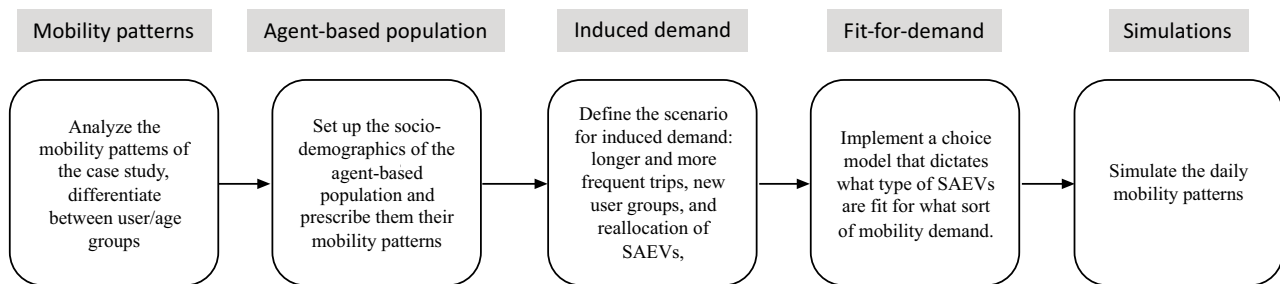 Mobility patterns
Agent-based population
Induced demand
Fit-for-demand
Simulations
Analyze the
mobility patterns of
the case study,
differentiate
between user/age
groups
Set up the socio-
demographics of the
agent-based
population and
prescribe them their
mobility patterns
Define the scenario
for induced demand:
longer and more
frequent trips, new
user groups, and
reallocation of
SAEVs,
Implement a choice
model that dictates
what type of SAEVs
are fit for what sort
of mobility demand.
Simulate the daily
mobility patterns